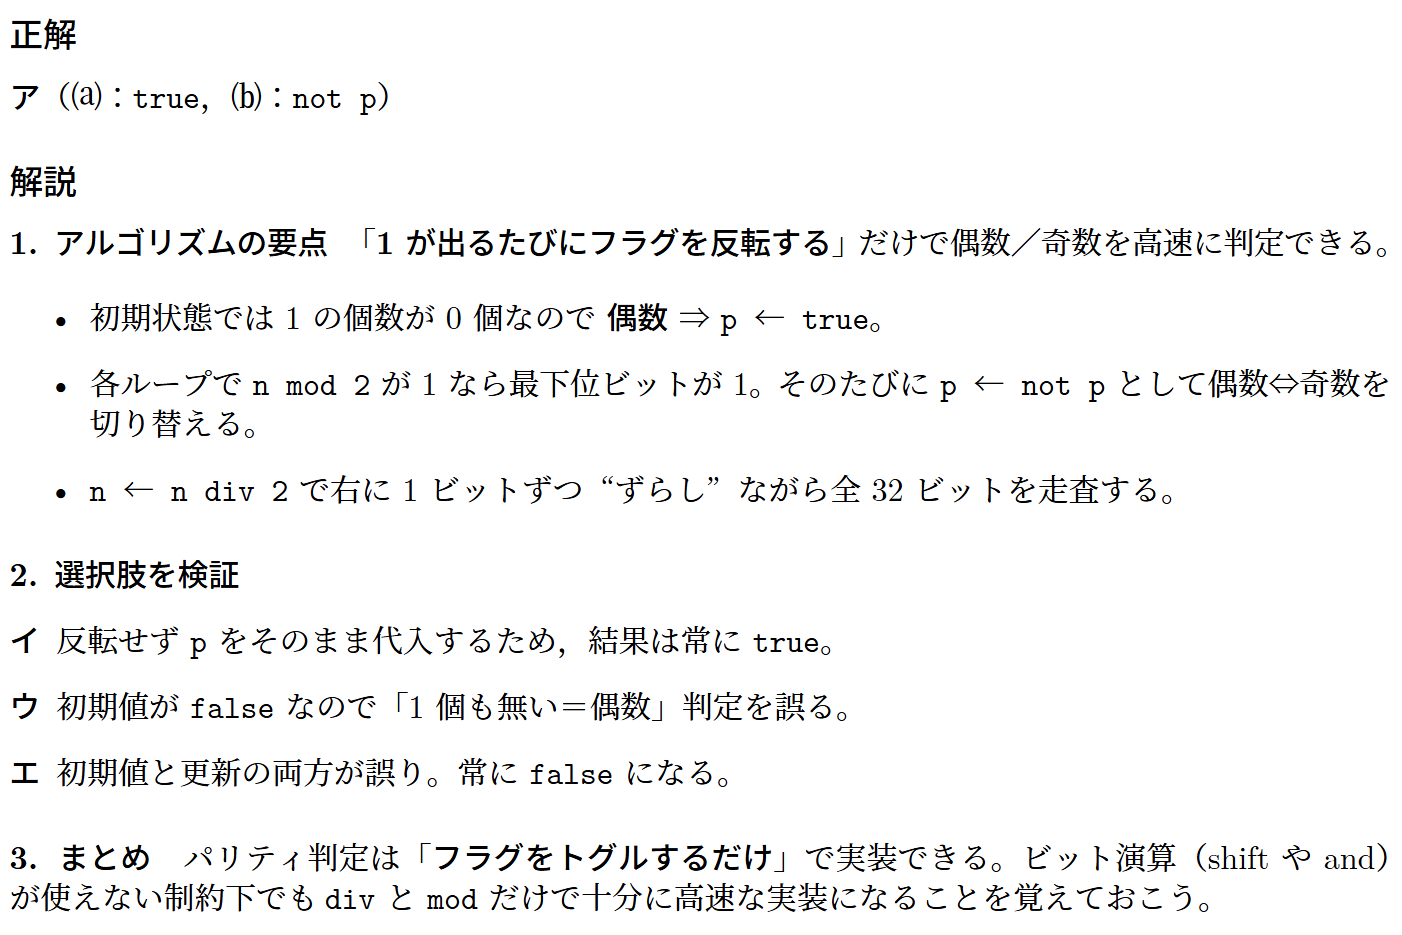 正解
ア（(a)：true，(b)：not p）
解説
1. アルゴリズムの要点 「1 が出るたびにフラグを反転する」だけで偶数／奇数を高速に判定できる。
• 初期状態では 1 の個数が 0 個なので 偶数 ⇒ p ← true。
• 各ループで n mod 2 が 1 なら最下位ビットが 1。そのたびに p ← not p として偶数⇔奇数を
切り替える。
• n ← n div 2 で右に 1 ビットずつ “ずらし” ながら全 32 ビットを走査する。
2. 選択肢を検証
イ 反転せず p をそのまま代入するため，結果は常に true。
ウ 初期値が false なので「1 個も無い＝偶数」判定を誤る。
エ 初期値と更新の両方が誤り。常に false になる。
3. まとめ パリティ判定は「フラグをトグルするだけ」で実装できる。ビット演算（shift や and）
が使えない制約下でも div と mod だけで十分に高速な実装になることを覚えておこう。